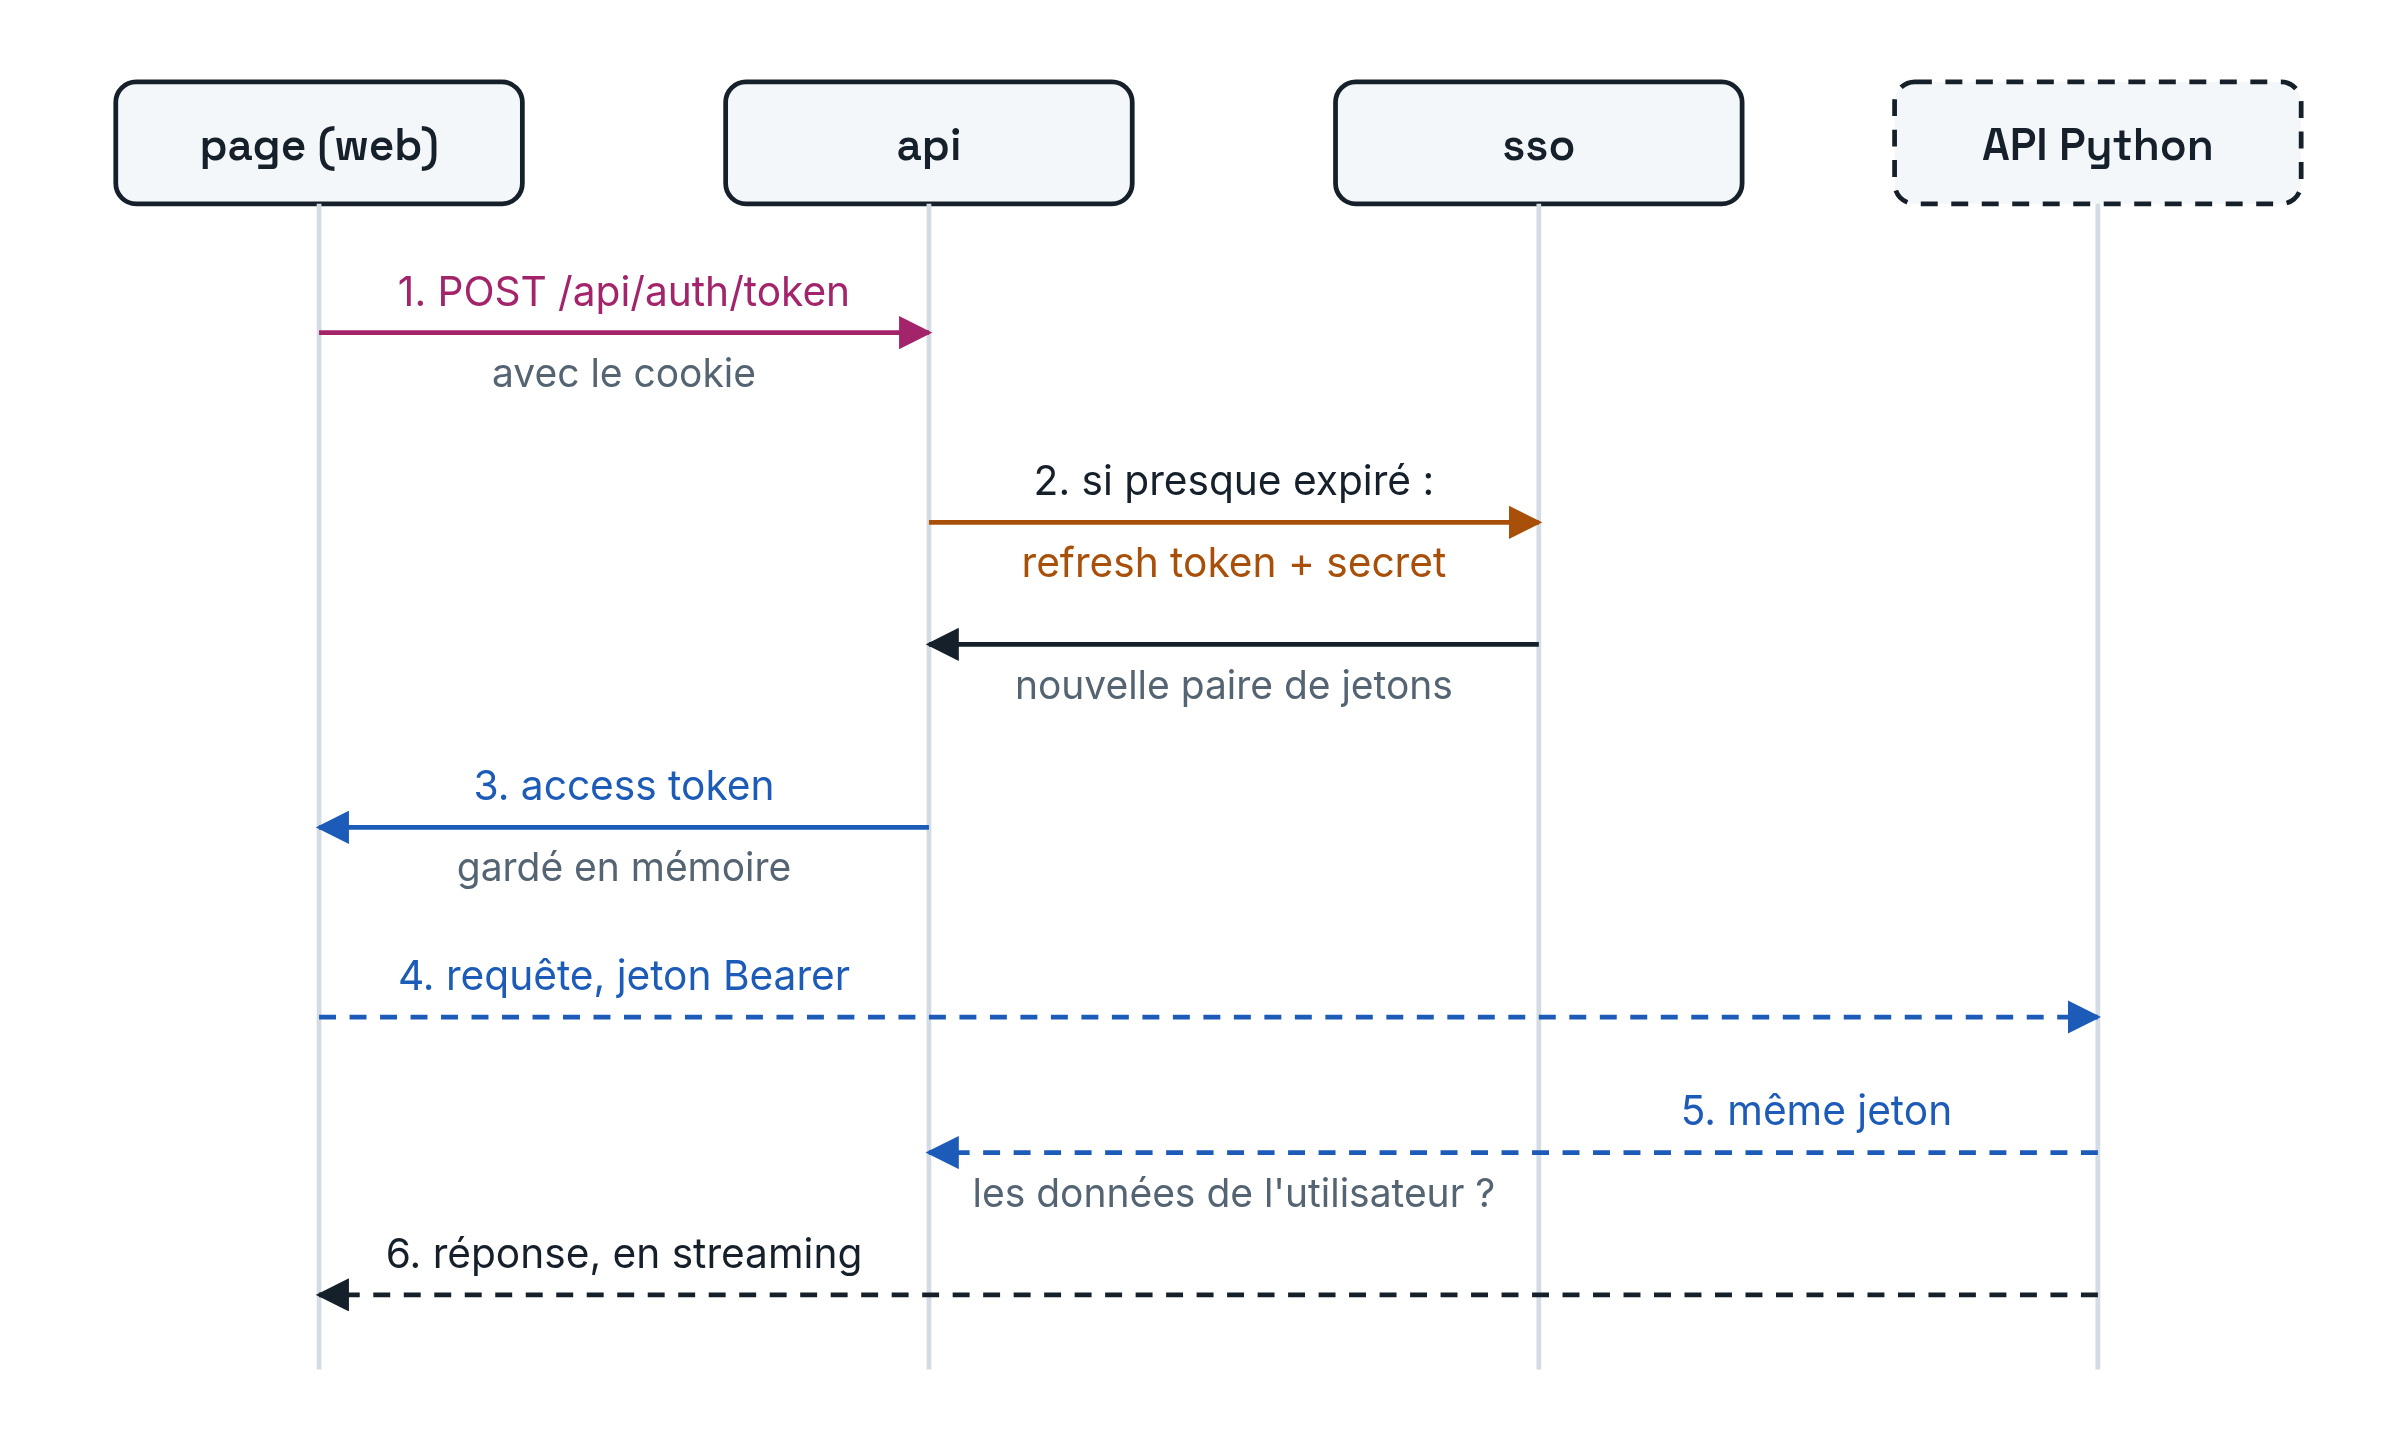 page (web)
api
sso
API Python
1. POST /api/auth/token
avec le cookie
2. si presque expiré :
refresh token + secret
nouvelle paire de jetons
3. access token
gardé en mémoire
4. requête, jeton Bearer
5. même jeton
les données de l'utilisateur ?
6. réponse, en streaming